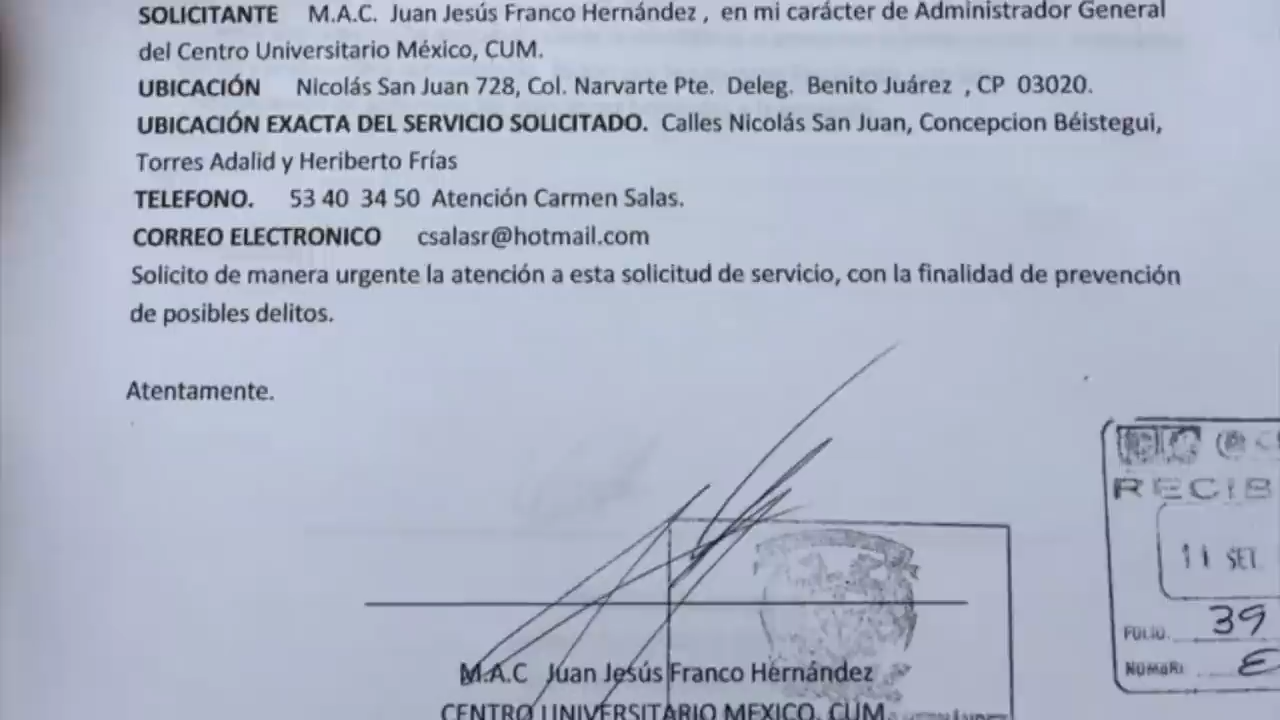 SOLICITANTE M.A.C. Juan Jesús Franco Hernández , en mi carácter de Administrador General
del Centro Universitario México, CUM.
UBICACIÓN Nicolás San Juan 728, Col. Narvarte Pte. Deleg. Benito Juárez , CP 03020.
UBICACIÓN EXACTA DEL SERVICIO SOLICITADO. Calles Nicolás San Juan, Concepcion Béistegui,
Torres Adalid y Heriberto Frías
TELEFONO. 53 40 34 50 Atención Carmen Salas.
CORREO ELECTRONICO csalasr@hotmail.com
Solicito de manera urgente la atención a esta solicitud de servicio, con la finalidad de prevención
de posibles delitos.
Atentamente.
RECIB
11 SET.
FOLIO. 39
M.A.C Juan Jesús Franco Hernández
CENTRO UNIVERSITARIO MEXICO, CUM.